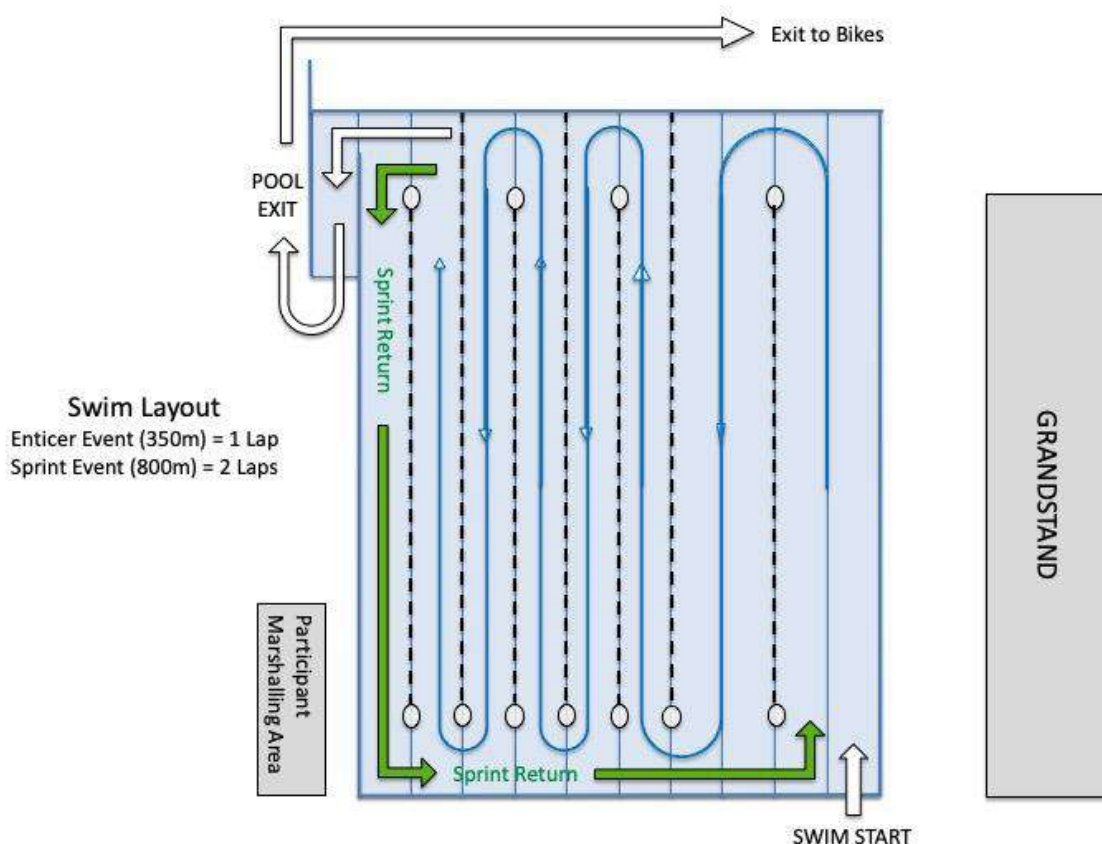 Exit to Bikes
POOL
EXIT
Sprint Return
Swim Layout
Enticer Event (350m) = 1 Lap
Sprint Event (800m) = 2 Laps
GRANDSTAND
Participant
Marshalling Area
Sprint Return
SWIM START